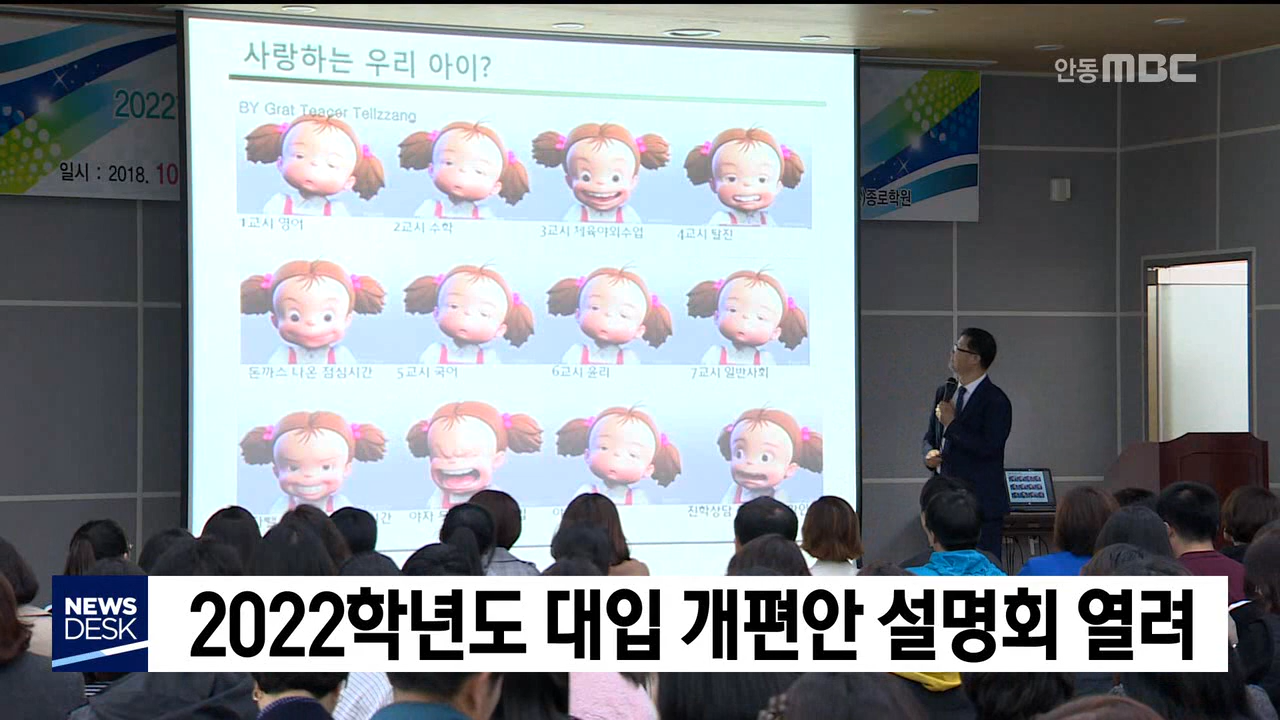 사랑하는 우리 아이?
안동MBC
BY Grat Teacer Tellzzang
2022
일시 : 2018. 10
종로학원
1교시 영어
2교시 수학
3교시 체육야외수업
4교시 탐진
돈까스 나온 점심시간
5교시 국어
6교시 윤리
7교시 일반사회
야자
진학상담
NEWS DESK
2022학년도 대입 개편안 설명회 열려